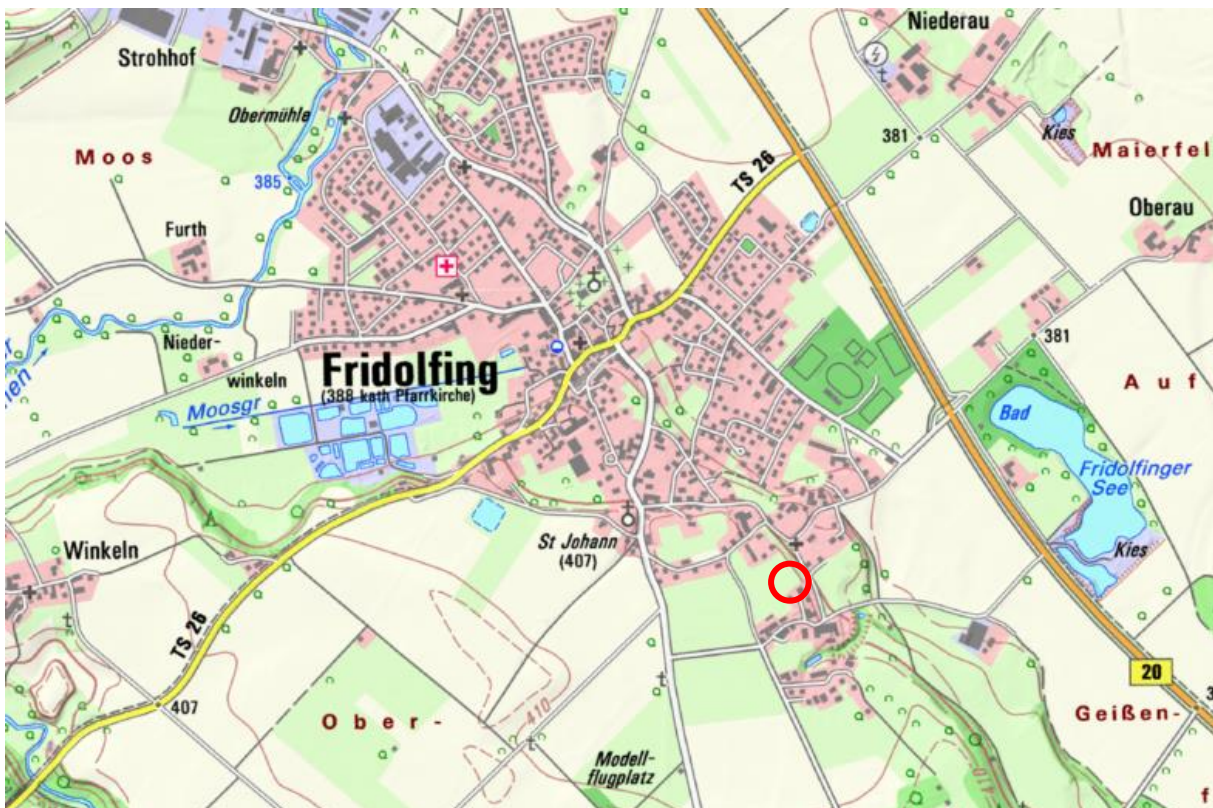 Niederau
Strohhof
Obermühle
Kies
381
Maierfel
Moos
TS 26
385
Oberau
Furth
381
Nieder-
winkeln
Fridolfing
(388 kath Pfarrkirche)
Auf
Bad
Moosgr
Fridolfinger
See
St Johann
(407)
Kies
Winkeln
TS 26
20
407
Ober-
410
Geißen-
Modell-
flugplatz
410